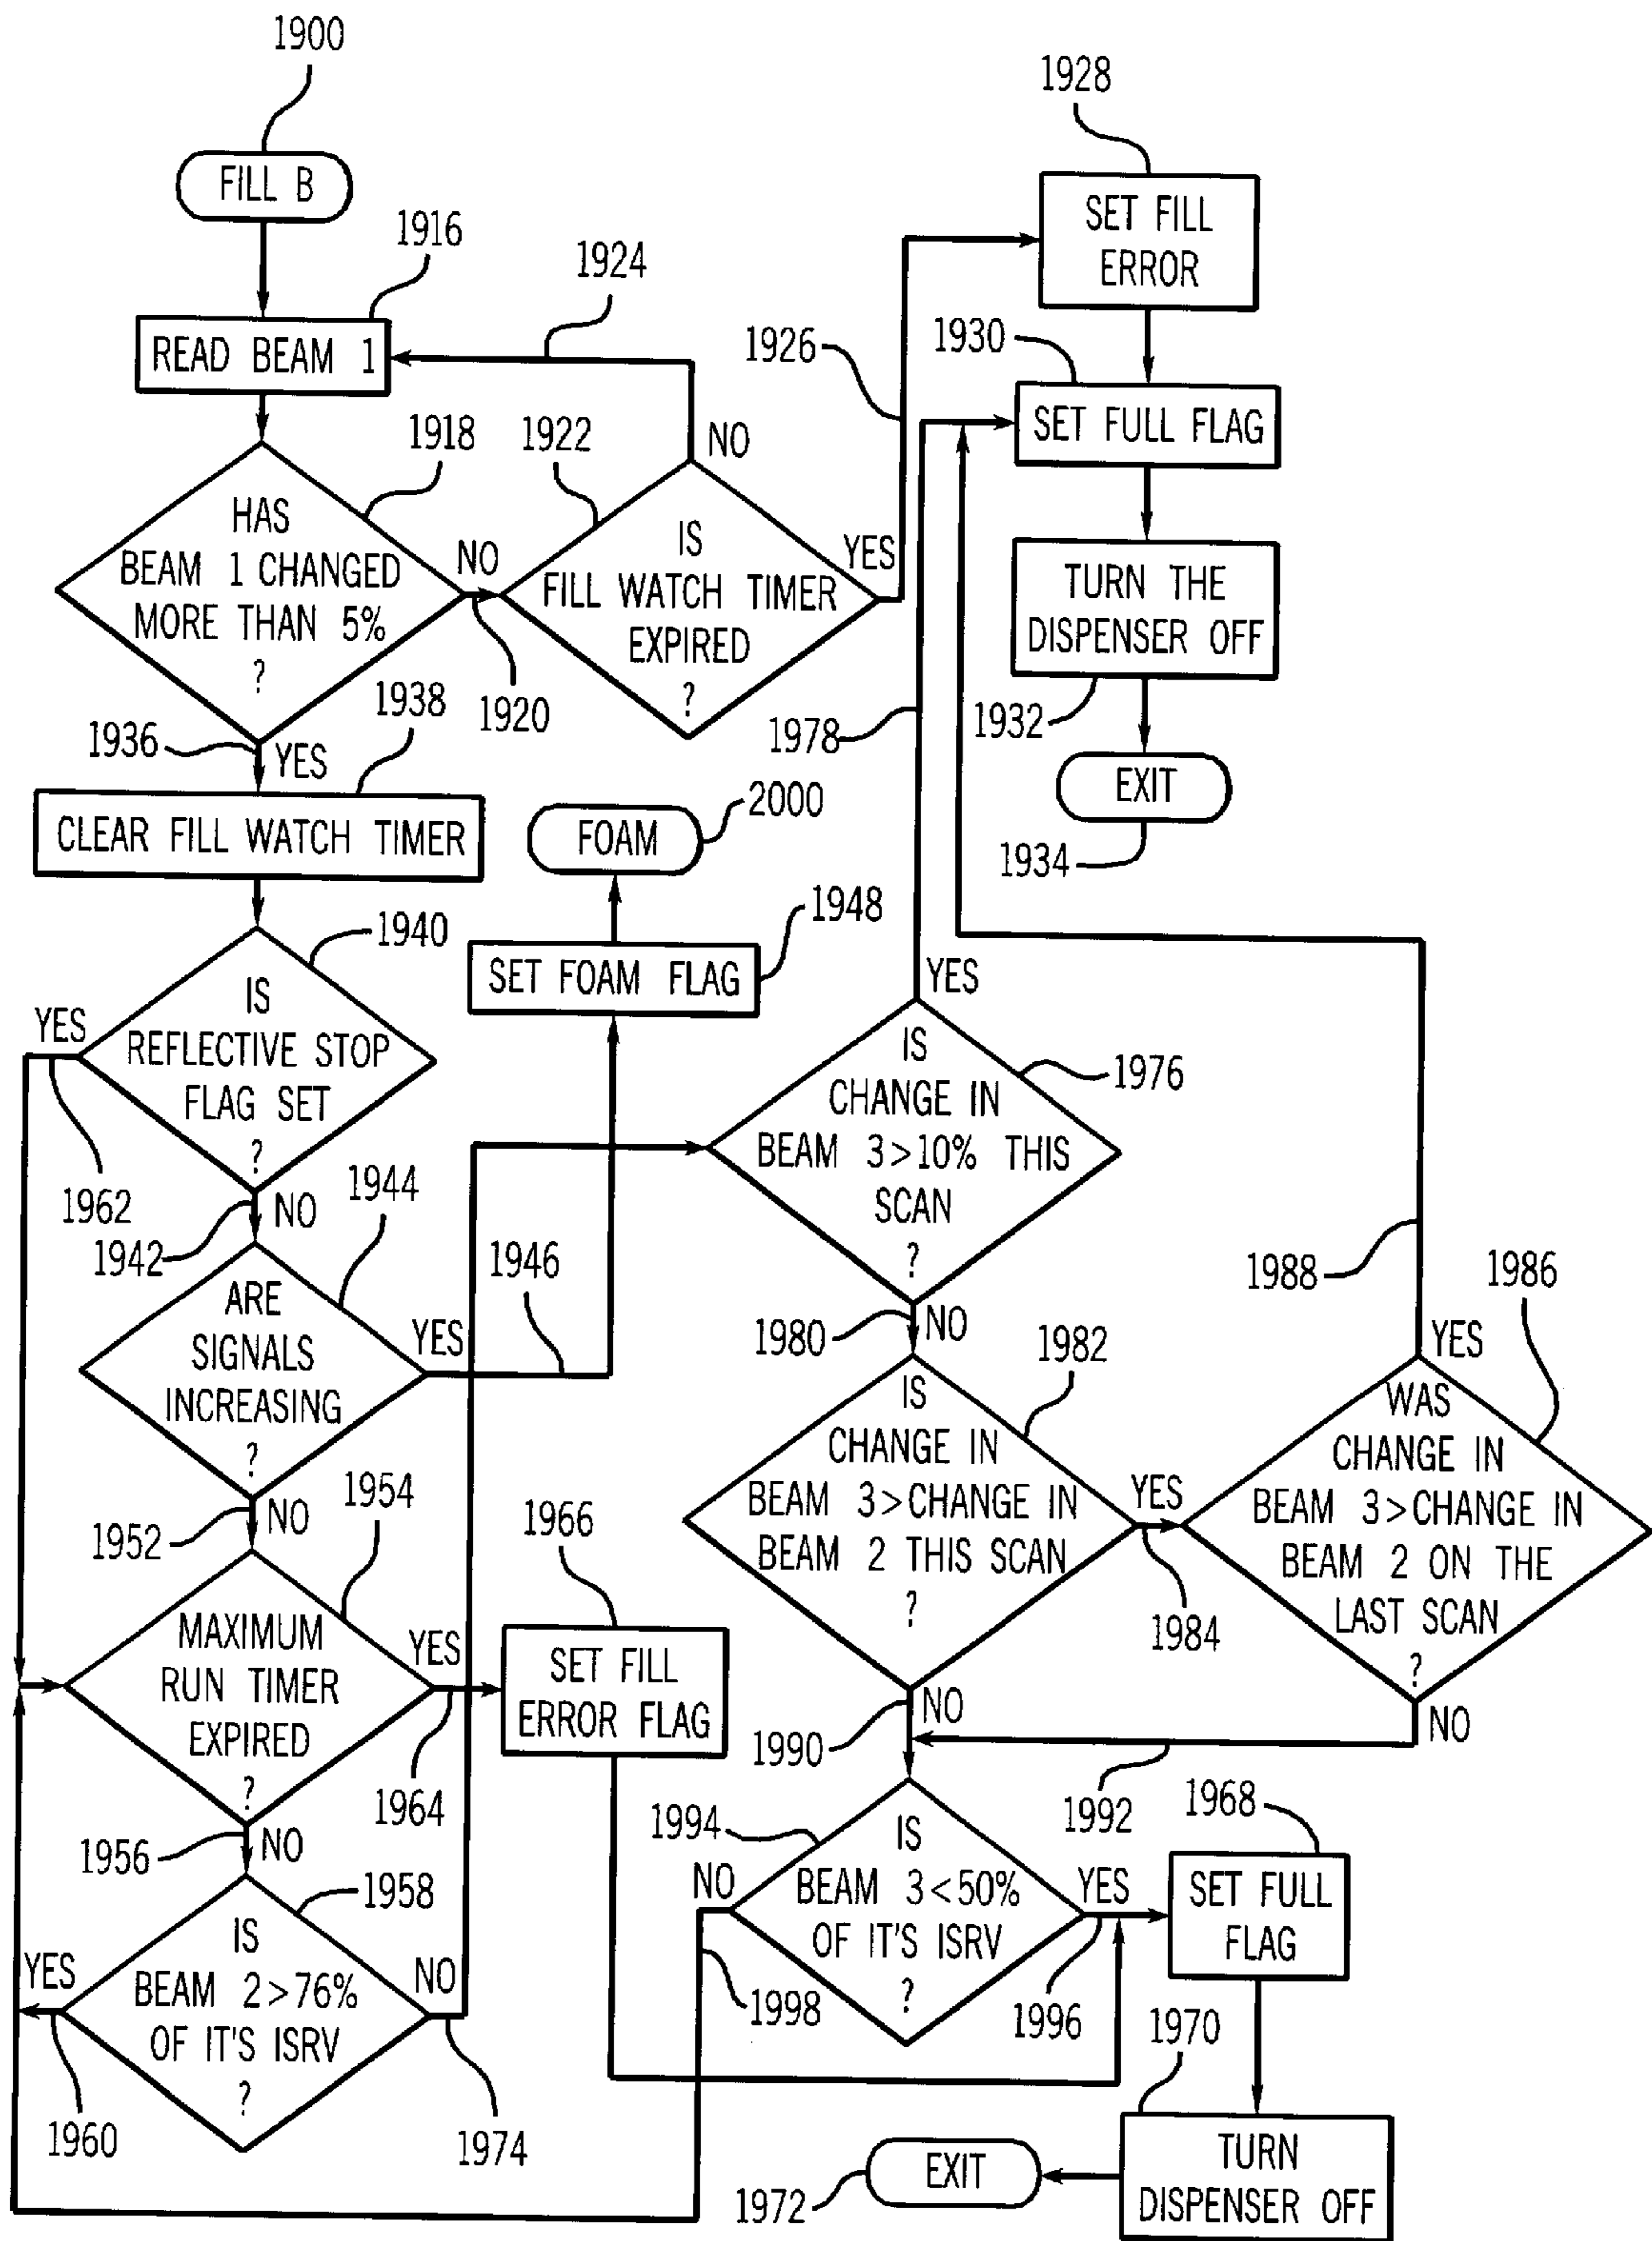 1900
FILL B
1916
READ BEAM 1
1924
1918
HAS
BEAM 1 CHANGED
MORE THAN 5%
?
NO
1920
1922
IS
FILL WATCH TIMER
EXPIRED
?
NO
YES
1926
1928
SET FILL
ERROR
1930
SET FULL FLAG
TURN THE
DISPENSER OFF
1932
EXIT
1934
1936
YES
1938
CLEAR FILL WATCH TIMER
1940
IS
REFLECTIVE STOP
FLAG SET
?
YES
1962
NO
1942
1944
ARE
SIGNALS
INCREASING
?
YES
1946
SET FOAM FLAG
1948
FOAM
2000
NO
1952
1954
MAXIMUM
RUN TIMER
EXPIRED
?
YES
1964
1966
SET FILL
ERROR FLAG
1956
NO
1958
IS
BEAM 2>76%
OF IT'S ISRV
?
YES
1960
NO
1974
1978
YES
1976
IS
CHANGE IN
BEAM 3>10% THIS
SCAN
?
1980
NO
1982
IS
CHANGE IN
BEAM 3>CHANGE IN
BEAM 2 THIS SCAN
?
YES
1984
1988
YES
1986
WAS
CHANGE IN
BEAM 3>CHANGE IN
BEAM 2 ON THE
LAST SCAN
?
NO
1992
1990
NO
1994
IS
BEAM 3<50%
OF IT'S ISRV
?
NO
1998
YES
1996
1968
SET FULL
FLAG
1970
TURN
DISPENSER OFF
EXIT
1972